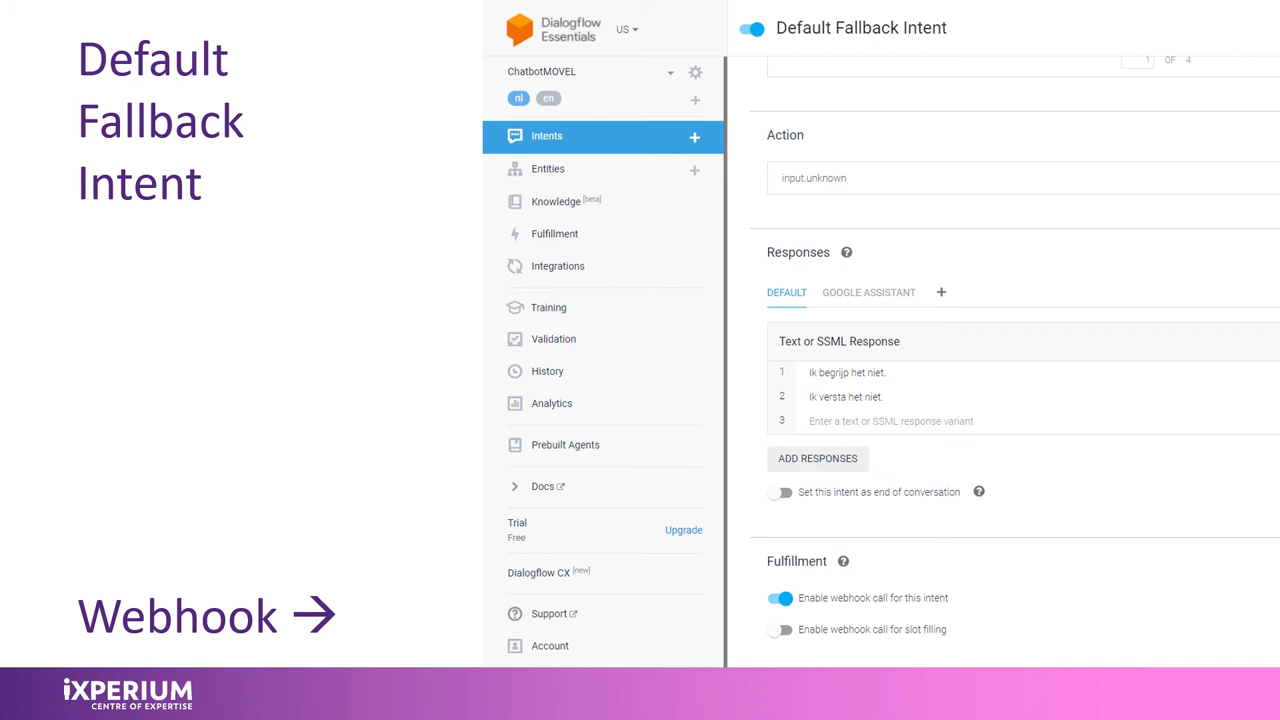 Default
Fallback
Intent
Webhook →
Dialogflow
Essentials
US
ChatbotMOVEL
nl en
Intents
Entities
Knowledge [beta]
Fulfillment
Integrations
Training
Validation
History
Analytics
Prebuilt Agents
Docs
Trial
Free
Upgrade
Dialogflow CX [new]
Support
Account
Default Fallback Intent
1 OF 4
Action
input.unknown
Responses
DEFAULT GOOGLE ASSISTANT +
Text or SSML Response
1 Ik begrijp het niet.
2 Ik versta het niet.
3 Enter a text or SSML response variant
ADD RESPONSES
Set this intent as end of conversation
Fulfillment
Enable webhook call for this intent
Enable webhook call for slot filling
iXPERIUM
CENTRE OF EXPERTISE